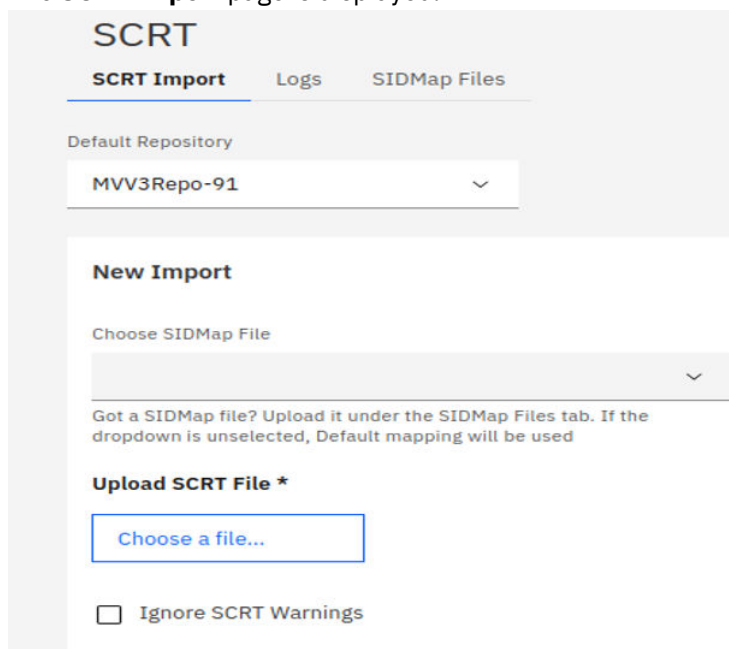 SCRT
SCRT Import Logs SIDMap Files
Default Repository
MVV3Repo-91
New Import
Choose SIDMap File
Got a SIDMap file? Upload it under the SIDMap Files tab. If the
dropdown is unselected, Default mapping will be used
Upload SCRT File *
Choose a file...
Ignore SCRT Warnings